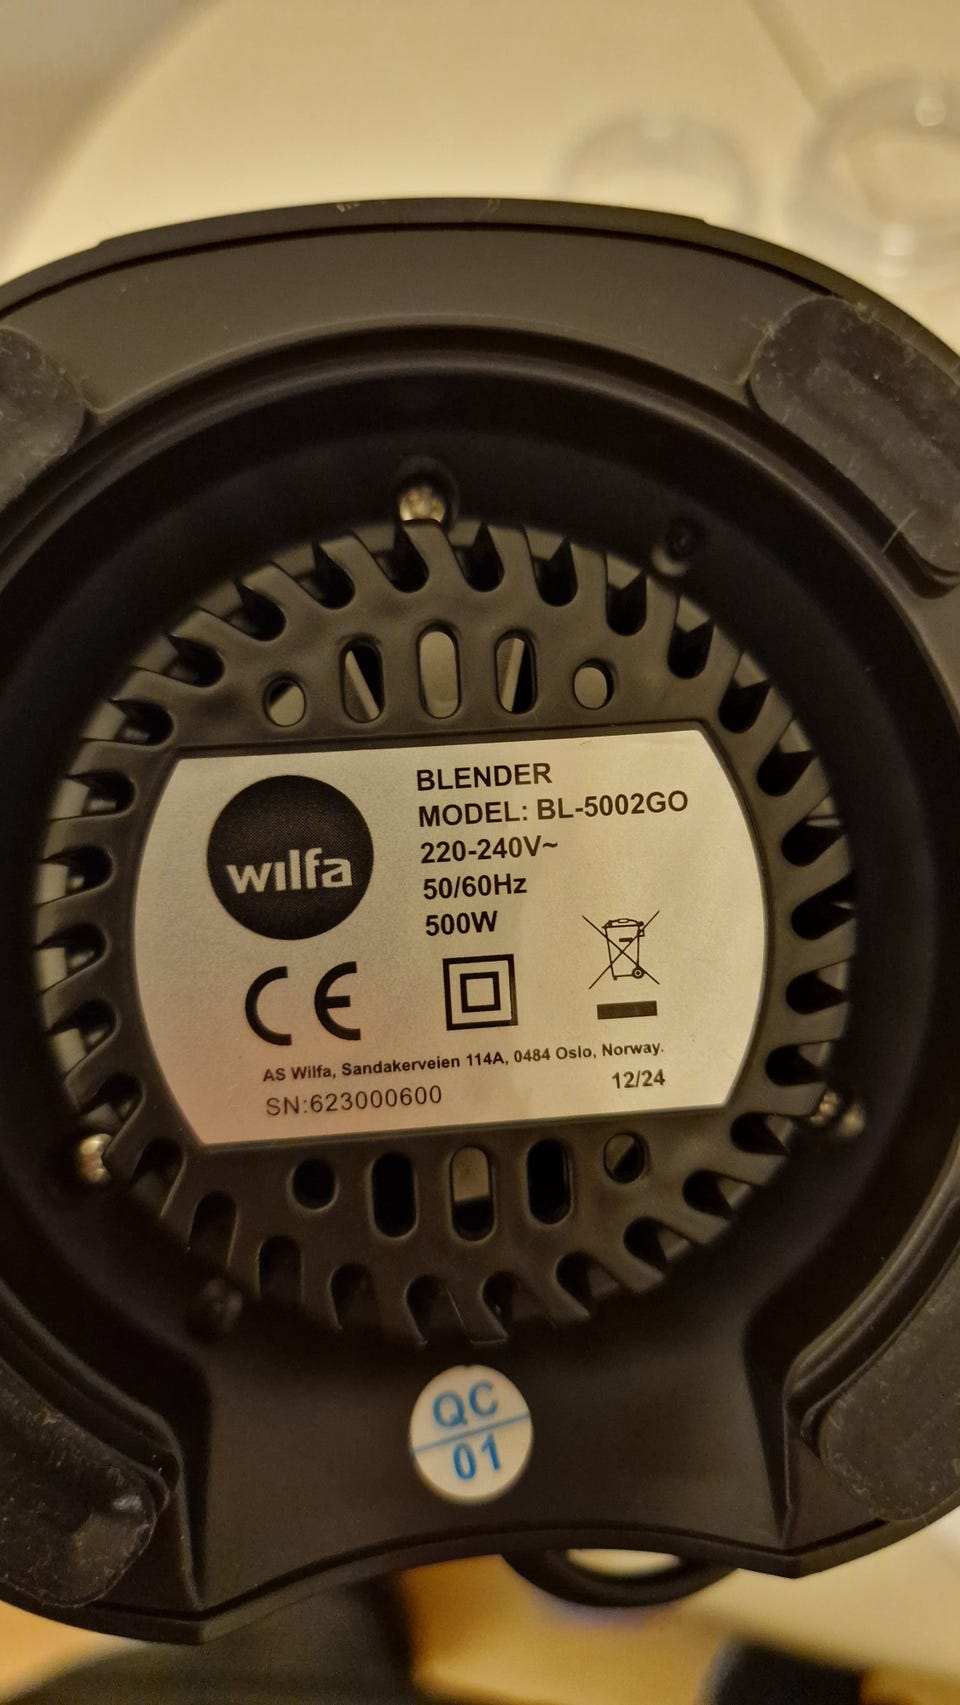 wilfa
BLENDER
MODEL: BL-5002GO
220-240V~
50/60Hz
500W
CE
AS Wilfa, Sandakerveien 114A, 0484 Oslo, Norway.
12/24
SN:623000600
QC
01